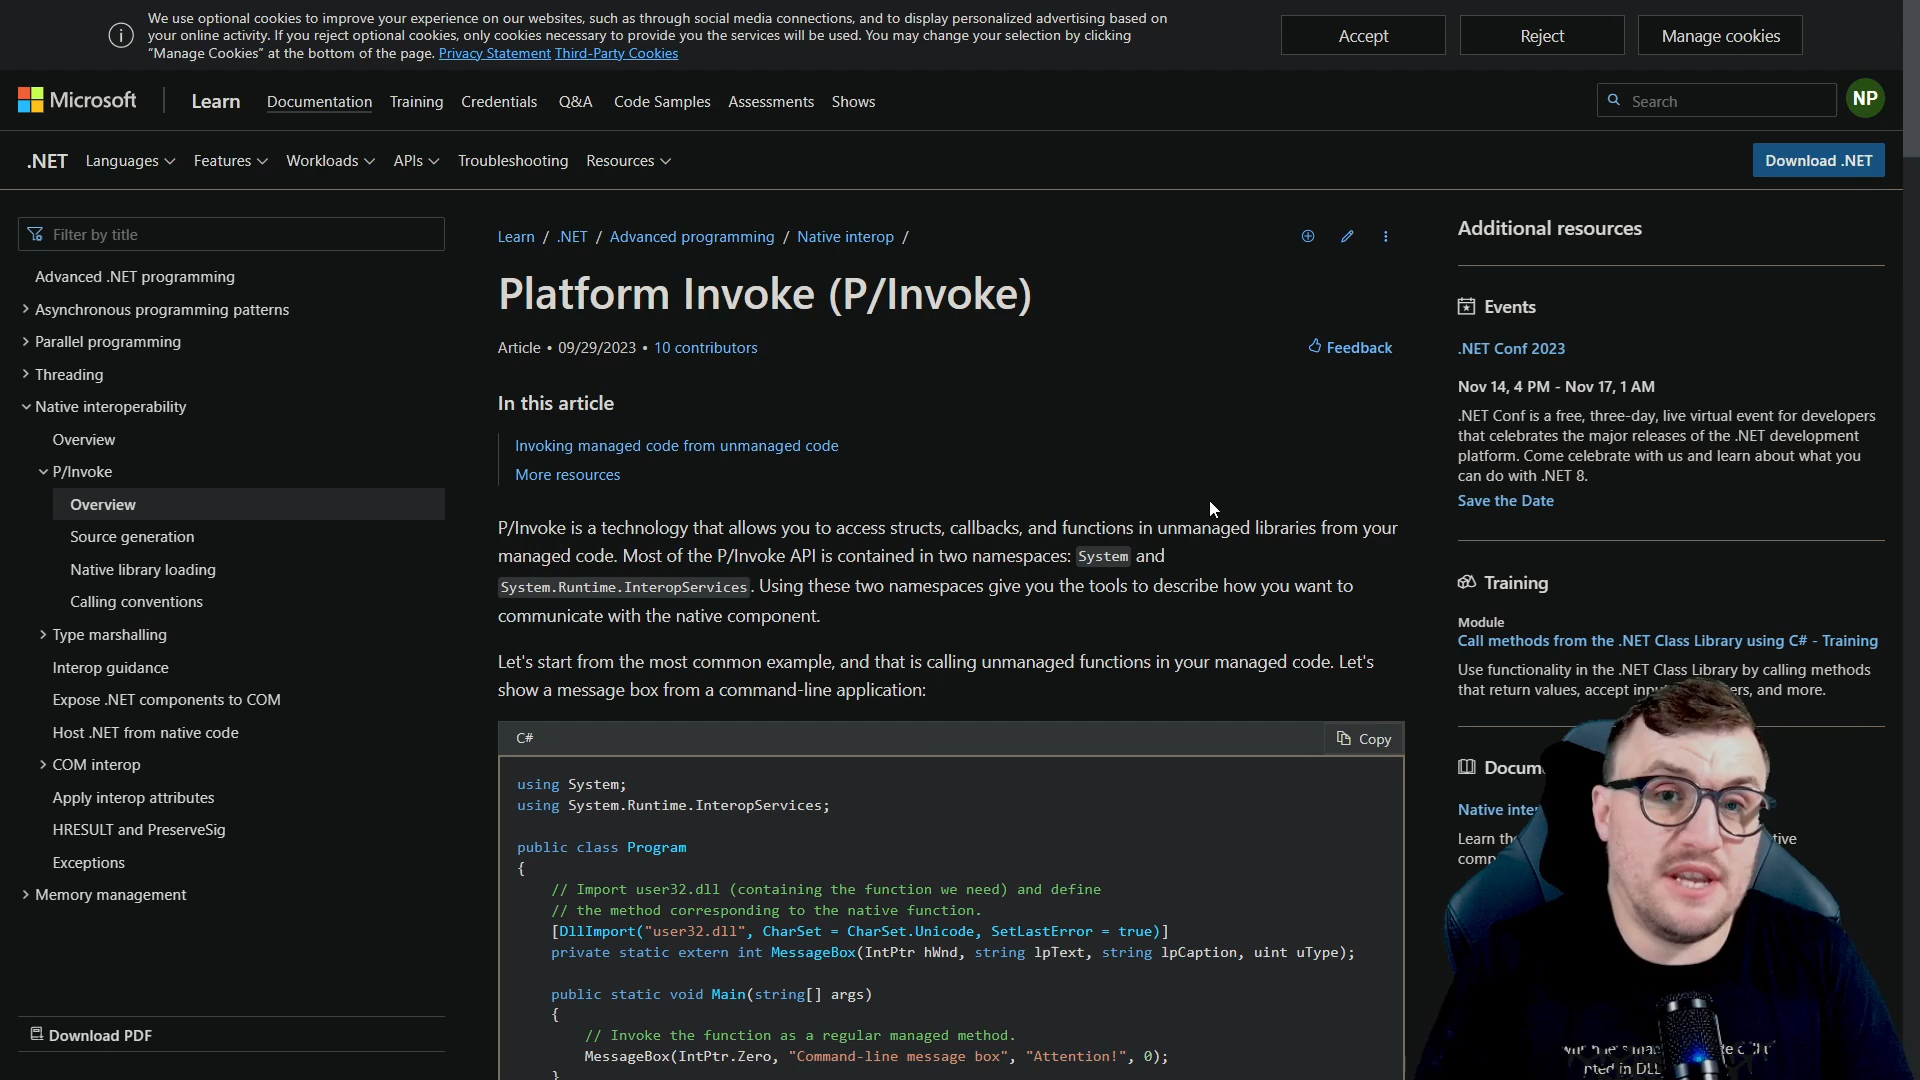 We use optional cookies to improve your experience on our websites, such as through social media connections, and to display personalized advertising based on
your online activity. If you reject optional cookies, only cookies necessary to provide you the services will be used. You may change your selection by clicking
“Manage Cookies” at the bottom of the page. Privacy Statement Third-Party Cookies
Accept
Reject
Manage cookies
Microsoft
Learn
Documentation
Training
Credentials
Q&A
Code Samples
Assessments
Shows
Search
NP
.NET
Languages
Features
Workloads
APIs
Troubleshooting
Resources
Download .NET
Filter by title
Advanced .NET programming
Asynchronous programming patterns
Parallel programming
Threading
Native interoperability
Overview
P/Invoke
Overview
Source generation
Native library loading
Calling conventions
Type marshalling
Interop guidance
Expose .NET components to COM
Host .NET from native code
COM interop
Apply interop attributes
HRESULT and PreserveSig
Exceptions
Memory management
Download PDF
Learn / .NET / Advanced programming / Native interop /
Platform Invoke (P/Invoke)
Article • 09/29/2023 • 10 contributors
Feedback
In this article
Invoking managed code from unmanaged code
More resources
P/Invoke is a technology that allows you to access structs, callbacks, and functions in unmanaged libraries from your
managed code. Most of the P/Invoke API is contained in two namespaces: System and
System.Runtime.InteropServices. Using these two namespaces give you the tools to describe how you want to
communicate with the native component.
Let's start from the most common example, and that is calling unmanaged functions in your managed code. Let's
show a message box from a command-line application:
C#
Copy
using System;
using System.Runtime.InteropServices;
public class Program
{
// Import user32.dll (containing the function we need) and define
// the method corresponding to the native function.
[DllImport("user32.dll", CharSet = CharSet.Unicode, SetLastError = true)]
private static extern int MessageBox(IntPtr hWnd, string lpText, string lpCaption, uint uType);
public static void Main(string[] args)
{
// Invoke the function as a regular managed method.
MessageBox(IntPtr.Zero, "Command-line message box", "Attention!", 0);
}
Additional resources
Events
.NET Conf 2023
Nov 14, 4 PM - Nov 17, 1 AM
.NET Conf is a free, three-day, live virtual event for developers
that celebrates the major releases of the .NET development
platform. Come celebrate with us and learn about what you
can do with .NET 8.
Save the Date
Training
Module
Call methods from the .NET Class Library using C# - Training
Use functionality in the .NET Class Library by calling methods
that return values, accept and more.
Native
Learn